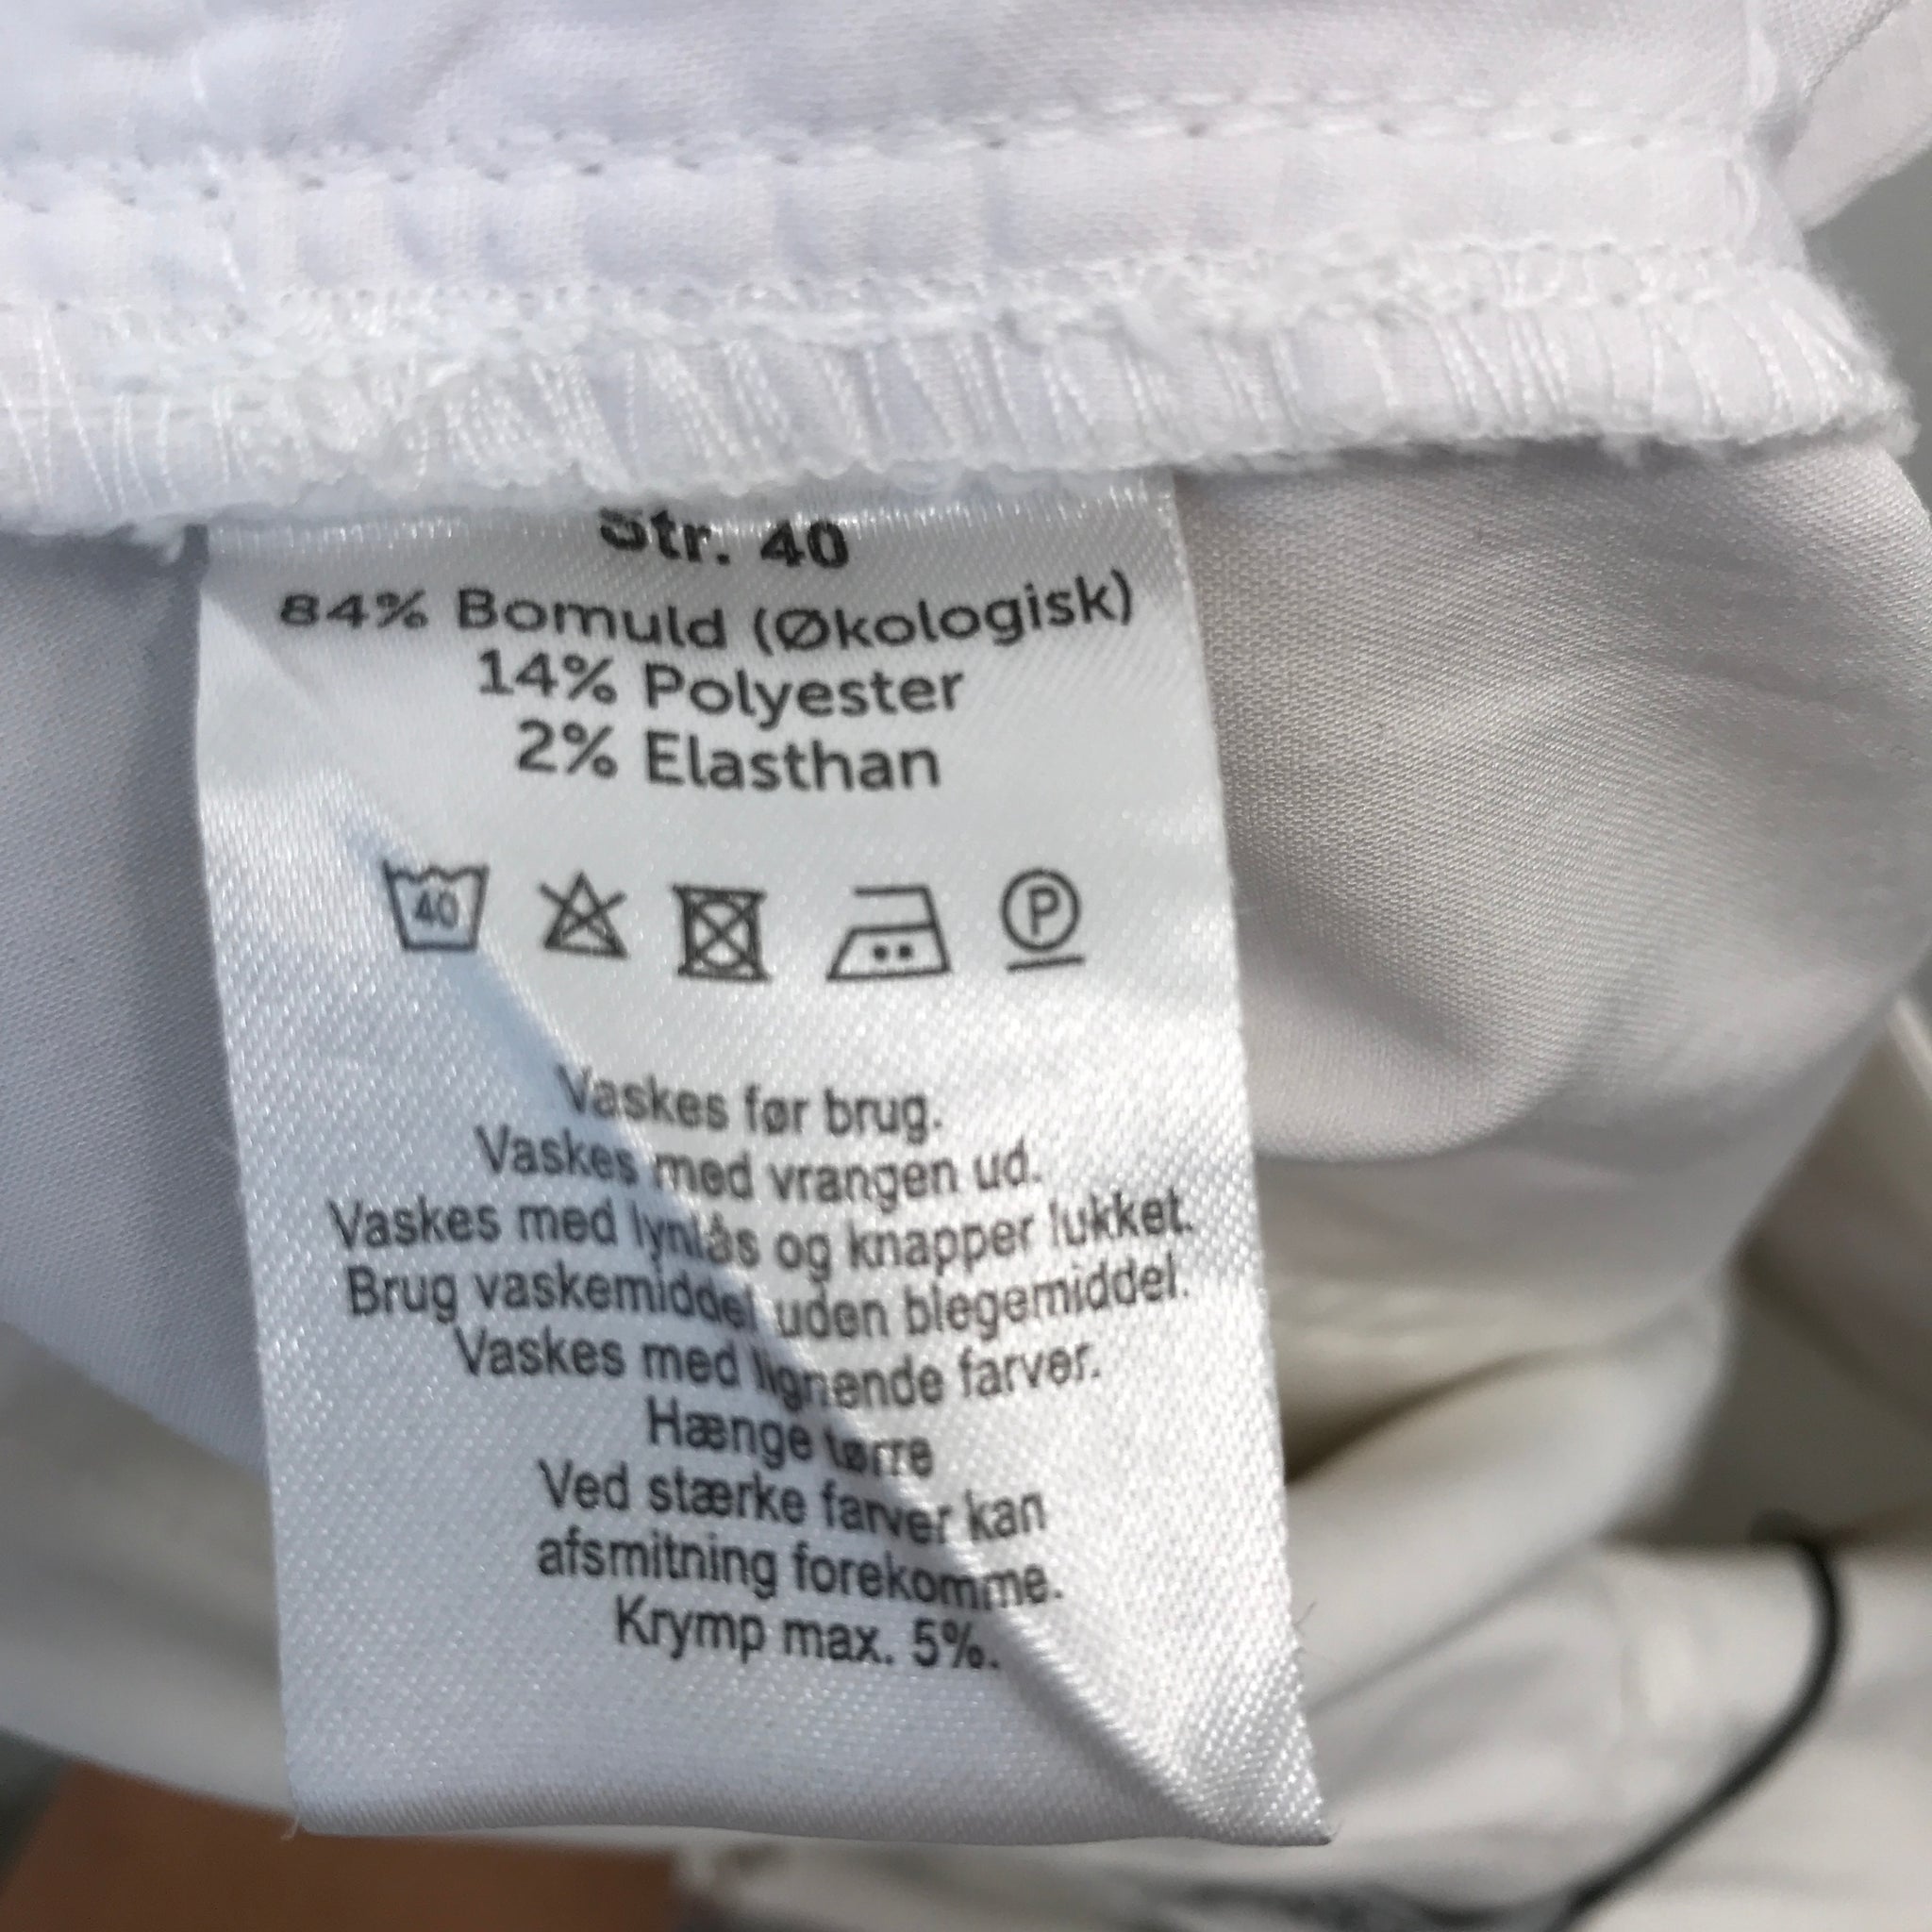 Str. 40
84% Bomuld (Økologisk)
14% Polyester
2% Elasthan
40
P
Vaskes før brug.
Vaskes med vrangen ud.
Vaskes med lynlås og knapper lukket.
Brug vaskemiddel uden blegemiddel.
Vaskes med lignende farver.
Hænge tørre
Ved stærke farver kan
afsmitning forekomme.
Krymp max. 5%.